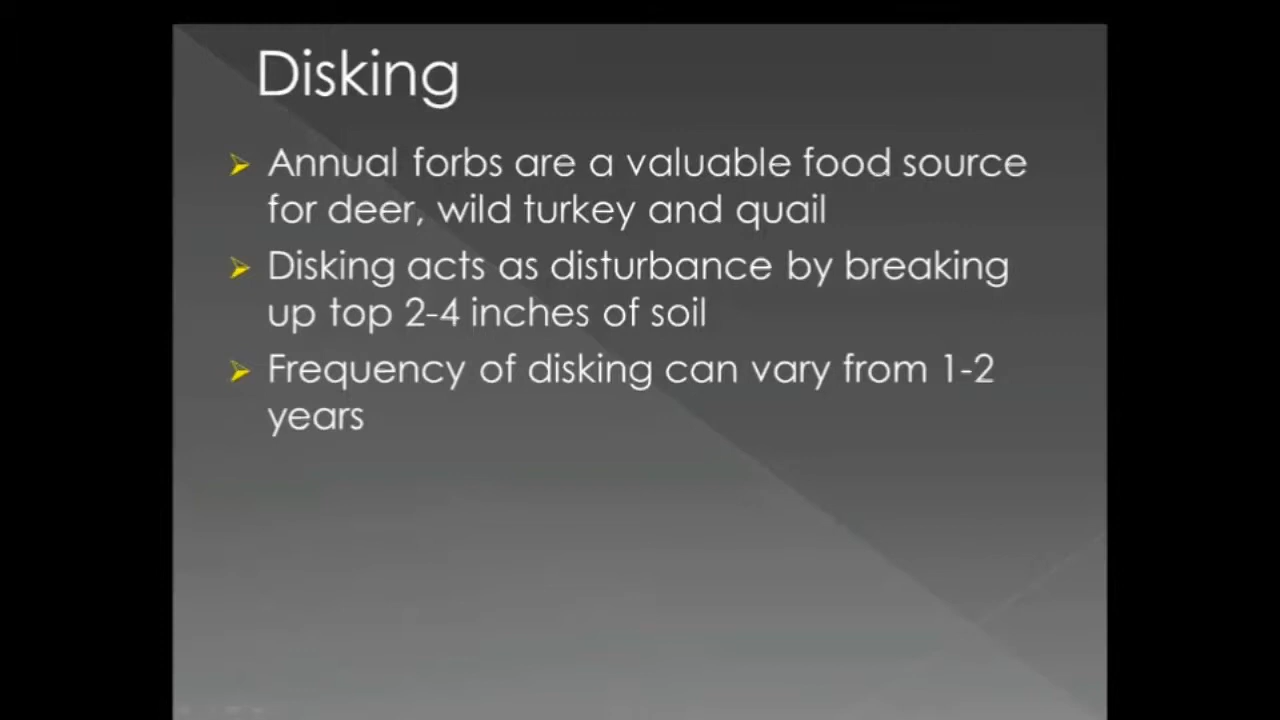 Disking
Annual forbs are a valuable food source
for deer, wild turkey and quail
Disking acts as disturbance by breaking
up top 2-4 inches of soil
Frequency of disking can vary from 1-2
years